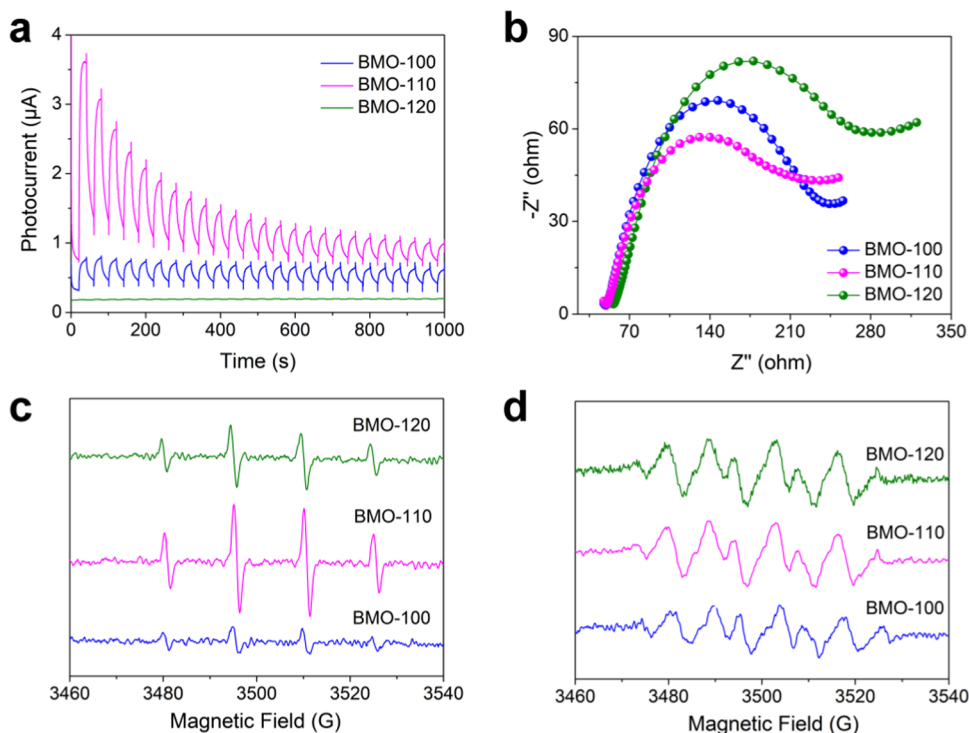 a
4
3
2
1
0
Photocurrent (μA)
BMO-100
BMO-110
BMO-120
0 200 400 600 800 1000
Time (s)
b
90
60
30
0
-Z'' (ohm)
BMO-100
BMO-110
BMO-120
70 140 210 280 350
Z'' (ohm)
c
BMO-120
BMO-110
BMO-100
3460 3480 3500 3520 3540
Magnetic Field (G)
d
BMO-120
BMO-110
BMO-100
3460 3480 3500 3520 3540
Magnetic Field (G)